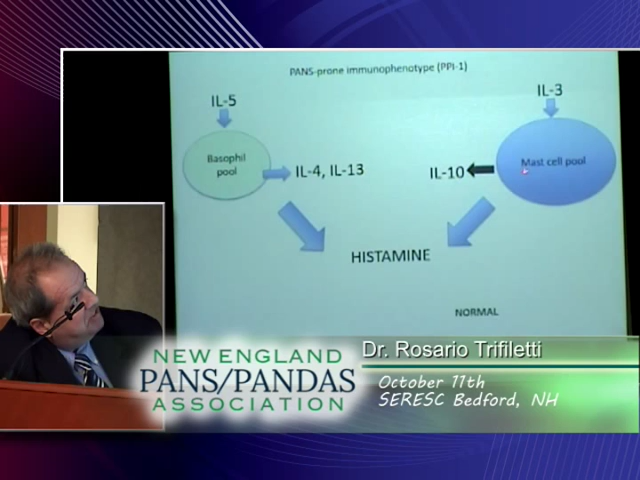 PANS-prone immunophenotype (PPI-1)
IL-5
IL-3
Basophil
pool
Mast cell pool
IL-4, IL-13
IL-10
HISTAMINE
NORMAL
NEW ENGLAND
PANS/PANDAS
ASSOCIATION
Dr. Rosario Trifiletti
October 11th
SERESC Bedford, NH